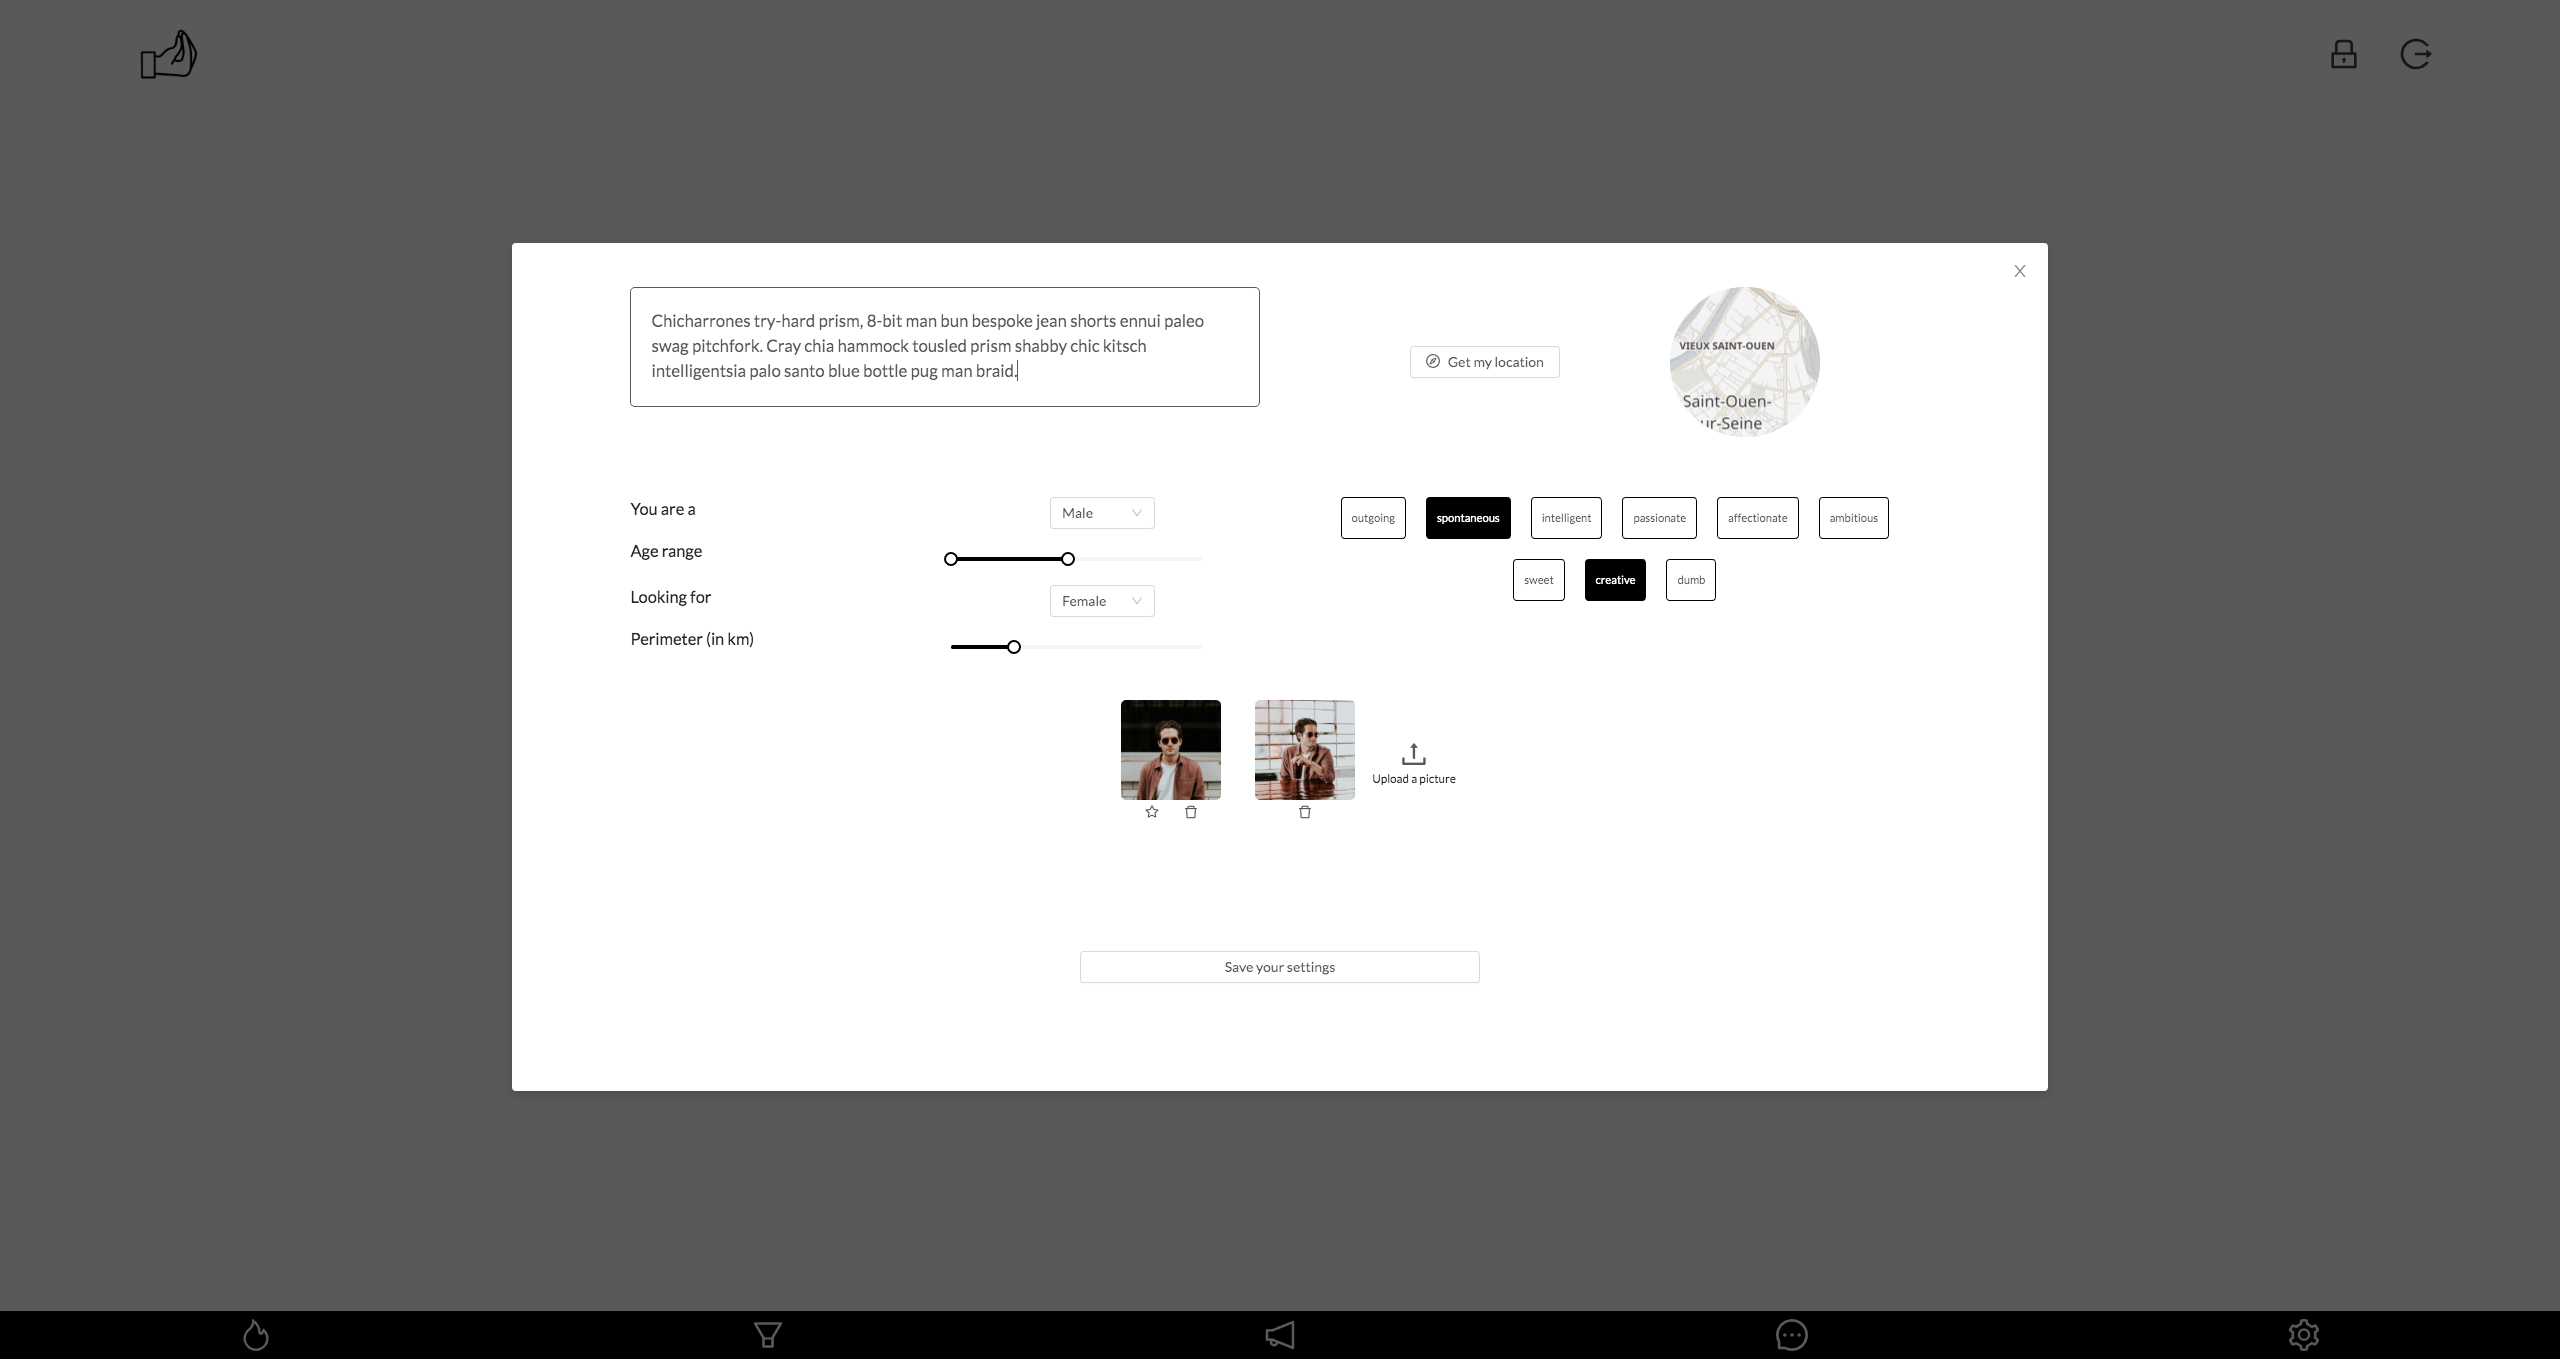 Chicharrones try-hard prism, 8-bit man bun bespoke jean shorts ennui paleo
swag pitchfork. Cray chia hammock tousled prism shabby chic kitsch
intelligentsia palo santo blue bottle pug man braid.
Get my location
VIEUX SAINT-OUEN
Saint-Ouen-
ur-Seine
You are a
Male
Age range
Looking for
Female
Perimeter (in km)
outgoing spontaneous intelligent passionate affectionate ambitious
sweet creative dumb
Upload a picture
Save your settings